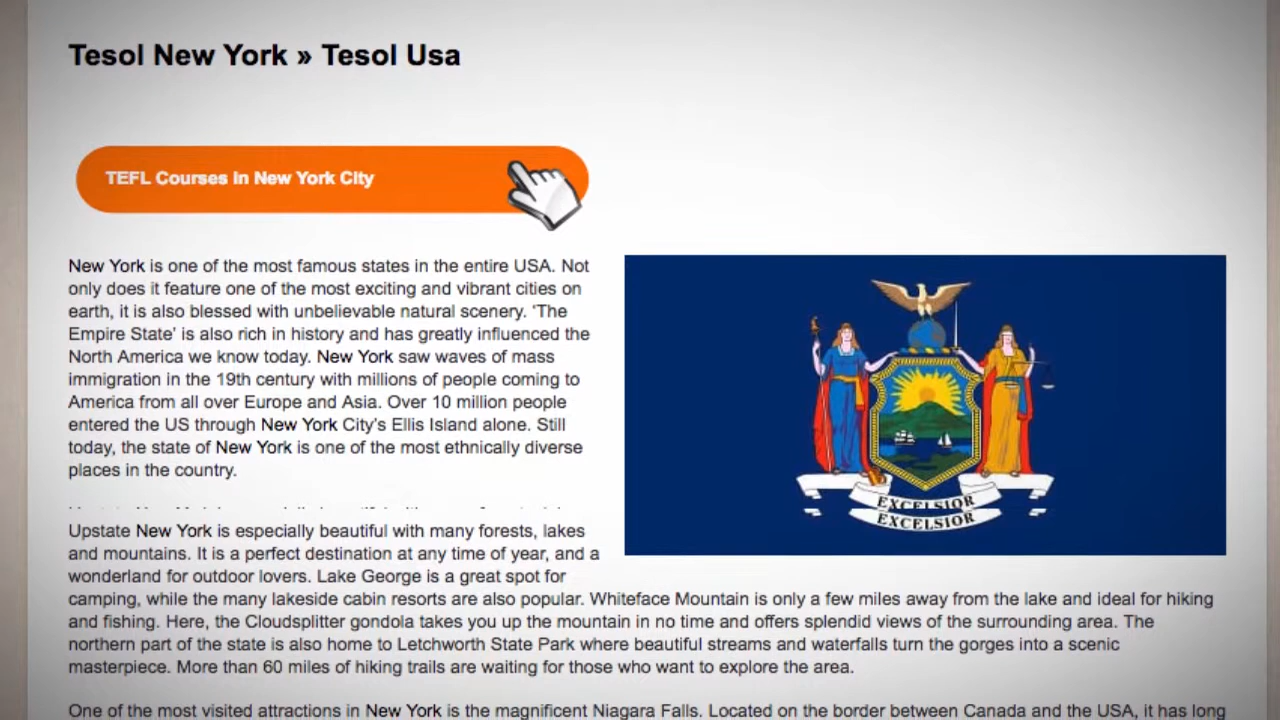 Tesol New York » Tesol Usa
TEFL Courses in New York City
New York is one of the most famous states in the entire USA. Not
only does it feature one of the most exciting and vibrant cities on
earth, it is also blessed with unbelievable natural scenery. ‘The
Empire State’ is also rich in history and has greatly influenced the
North America we know today. New York saw waves of mass
immigration in the 19th century with millions of people coming to
America from all over Europe and Asia. Over 10 million people
entered the US through New York City’s Ellis Island alone. Still
today, the state of New York is one of the most ethnically diverse
places in the country.
EXCELSIOR
EXCELSIOR
Upstate New York is especially beautiful with many forests, lakes
and mountains. It is a perfect destination at any time of year, and a
wonderland for outdoor lovers. Lake George is a great spot for
camping, while the many lakeside cabin resorts are also popular. Whiteface Mountain is only a few miles away from the lake and ideal for hiking
and fishing. Here, the Cloudsplitter gondola takes you up the mountain in no time and offers splendid views of the surrounding area. The
northern part of the state is also home to Letchworth State Park where beautiful streams and waterfalls turn the gorges into a scenic
masterpiece. More than 60 miles of hiking trails are waiting for those who want to explore the area.
One of the most visited attractions in New York is the magnificent Niagara Falls. Located on the border between Canada and the USA, it has long